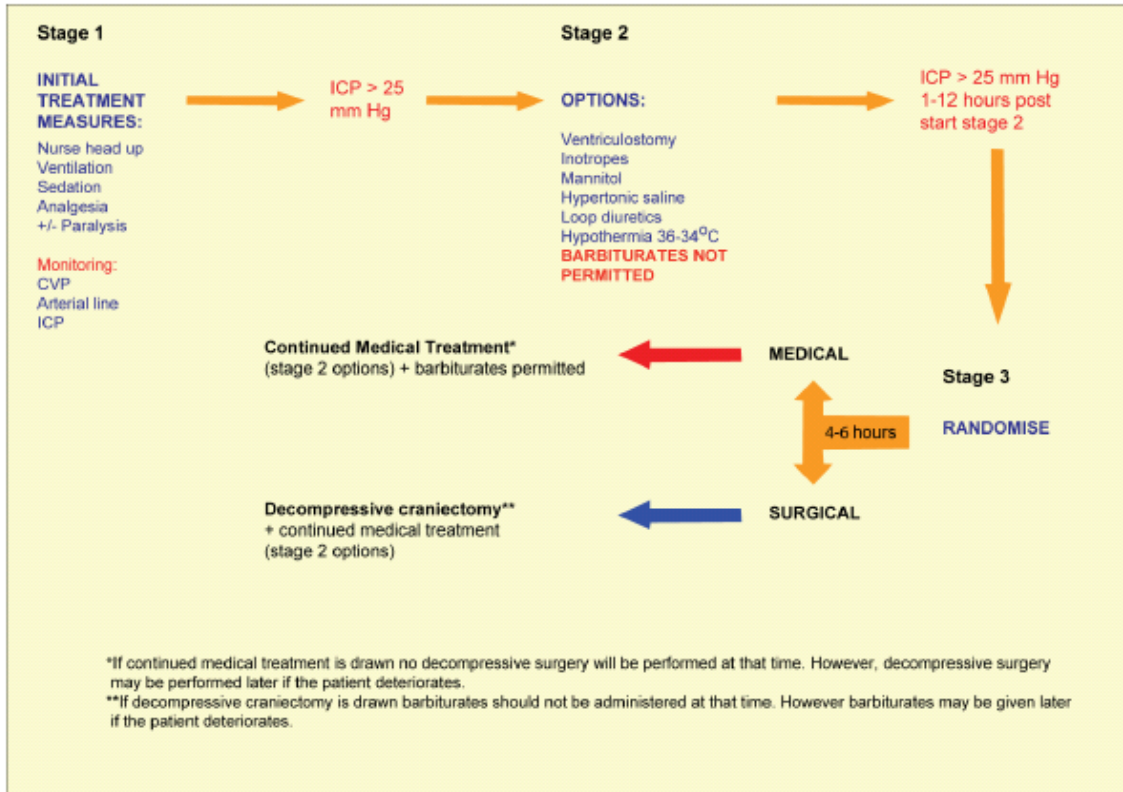 Stage 1
INITIAL
TREATMENT
MEASURES:
Nurse head up
Ventilation
Sedation
Analgesia
+/- Paralysis
Monitoring:
CVP
Arterial line
ICP
ICP > 25
mm Hg
Stage 2
OPTIONS:
Ventriculostomy
Inotropes
Mannitol
Hypertonic saline
Loop diuretics
Hypothermia 36-34⁰C
BARBITURATES NOT
PERMITTED
ICP > 25 mm Hg
1-12 hours post
start stage 2
Stage 3
RANDOMISE
4-6 hours
MEDICAL
Continued Medical Treatment*
(stage 2 options) + barbiturates permitted
SURGICAL
Decompressive craniectomy**
+ continued medical treatment
(stage 2 options)
*If continued medical treatment is drawn no decompressive surgery will be performed at that time. However, decompressive surgery
may be performed later if the patient deteriorates.
**If decompressive craniectomy is drawn barbiturates should not be administered at that time. However barbiturates may be given later
if the patient deteriorates.